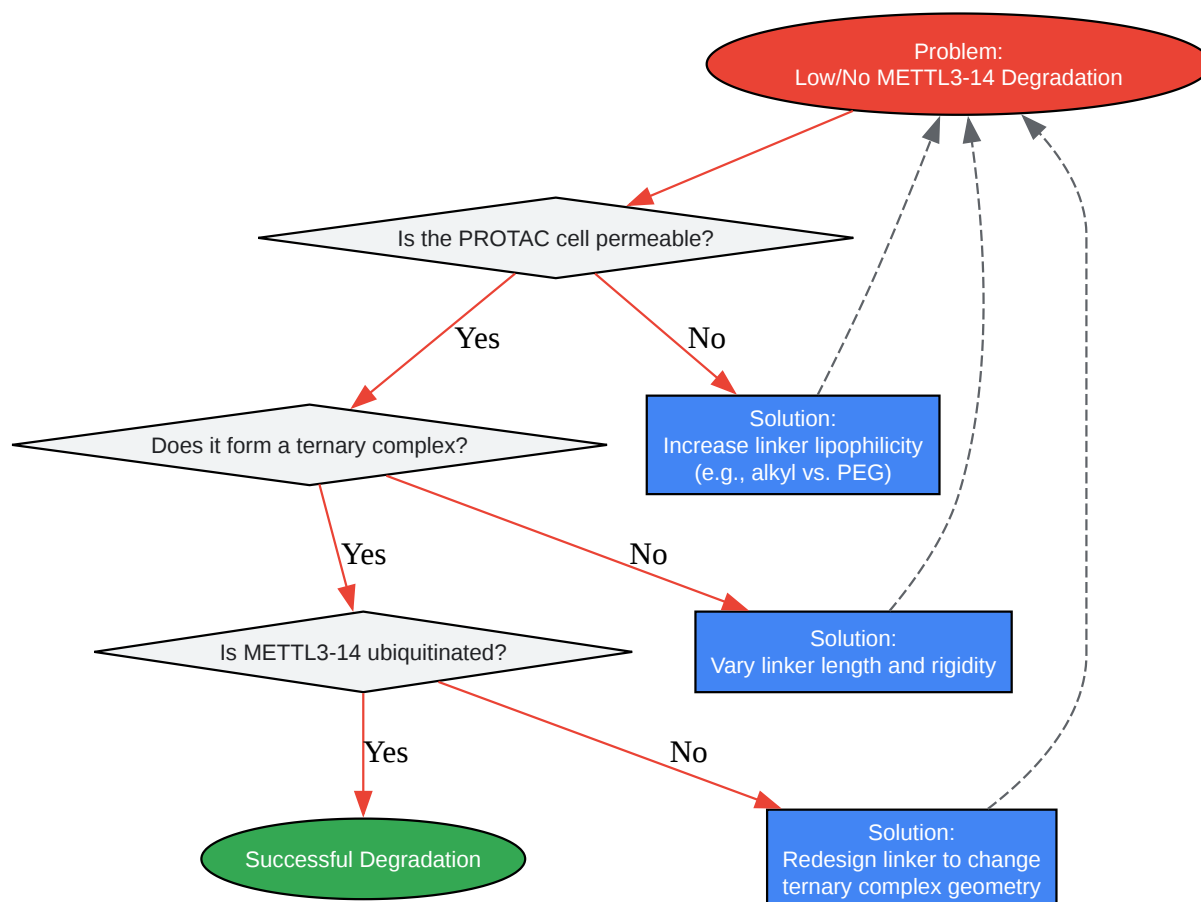 Problem:
Low/No METTL3-14 Degradation
Is the PROTAC cell permeable?
Yes
No
Solution:
Increase linker lipophilicity
(e.g., alkyl vs. PEG)
Does it form a ternary complex?
Yes
No
Solution:
Vary linker length and rigidity
Is METTL3-14 ubiquitinated?
Yes
No
Successful Degradation
Solution:
Redesign linker to change
ternary complex geometry